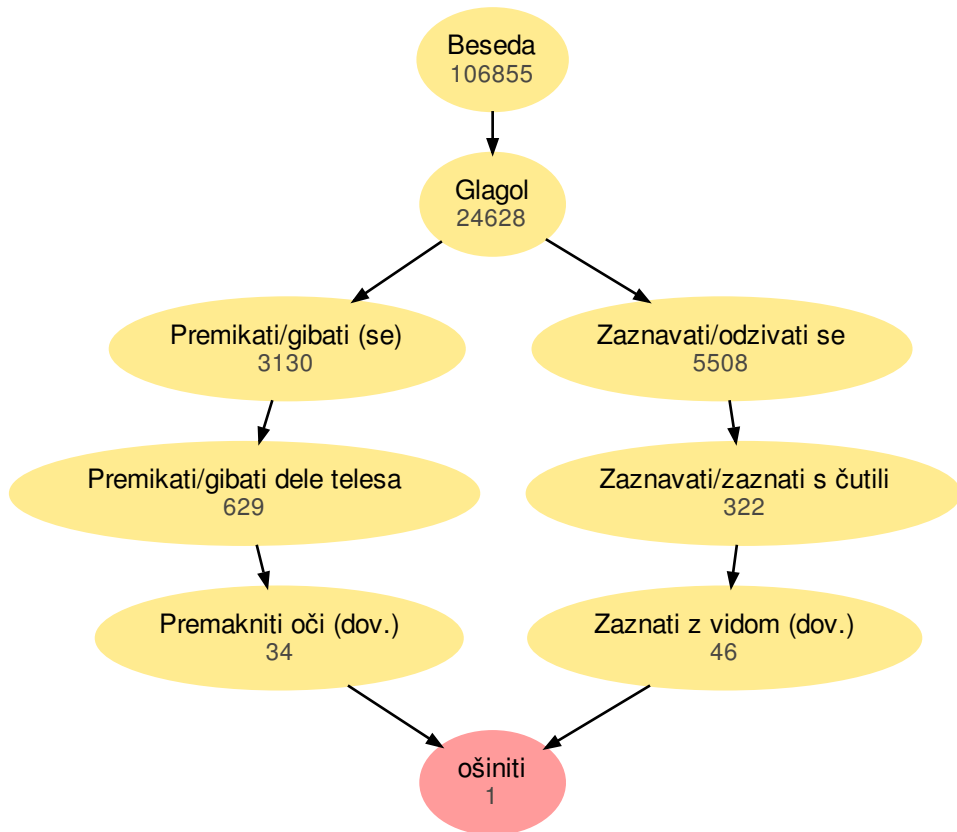 Beseda
106855
Glagol
24628
Premikati/gibati (se)
3130
Zaznavati/odzivati se
5508
Premikati/gibati dele telesa
629
Zaznavati/zaznati s čutili
322
Premakniti oči (dov.)
34
Zaznati z vidom (dov.)
46
ošiniti
1